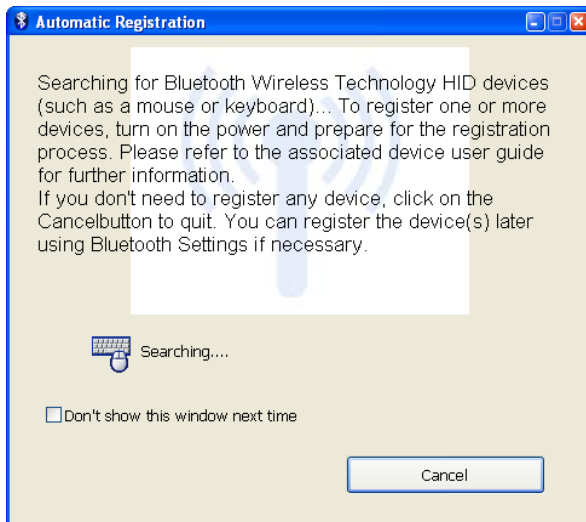 Automatic Registration
Searching for Bluetooth Wireless Technology HID devices
(such as a mouse or keyboard)... To register one or more
devices, turn on the power and prepare for the registration
process. Please refer to the associated device user guide
for further information.
If you don't need to register any device, click on the
Cancelbutton to quit. You can register the device(s) later
using Bluetooth Settings if necessary.
Searching....
Don't show this window next time
Cancel